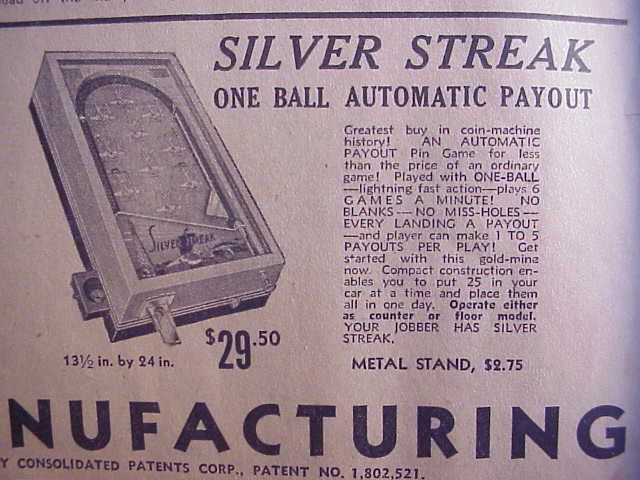 SILVER STREAK
ONE BALL AUTOMATIC PAYOUT
Greatest buy in coin-machine
history! AN AUTOMATIC
PAYOUT Pin Game for less
than the price of an ordinary
game! Played with ONE-BALL
—lightning fast action—plays 6
GAMES A MINUTE! NO
BLANKS — NO MISS-HOLES —
EVERY LANDING A PAYOUT
—and player can make 1 TO 5
PAYOUTS PER PLAY! Get
started with this gold-mine
now. Compact construction en-
ables you to put 25 in your
car at a time and place them
all in one day. Operate either
as counter or floor model.
YOUR JOBBER HAS SILVER
STREAK.
SILVER STREAK
$29.50
13½ in. by 24 in.
METAL STAND, $2.75
NUFACTURING
Y CONSOLIDATED PATENTS CORP., PATENT NO. 1,802,521.